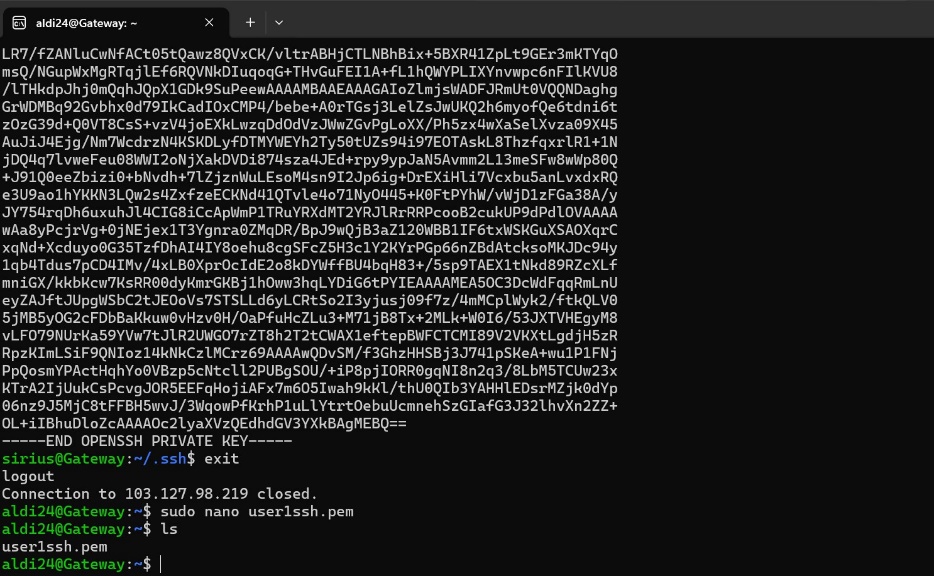 aldi24@Gateway: ~
LR7/fZANluCwNfACt05tQawz8QVxCK/vltrABHjCTLNBhBix+5BXR41ZpLt9GEr3mKTYqO
msQ/NGupWxMgRTqjlEf6RQVNkDIuqoqG+THvGuFEI1A+fL1hQWYPLIXYnvwpc6nFIlKVU8
/lTHkdpJhj0mQqhJQpX1GDk9SuPeewAAAAMBAAEAAAGAIoZlmjsWADFJRmUt0VQQNDaghg
GrWDMBq92Gvbhx0d79IkCadIOxCMP4/bebe+A0rTGsj3LelZsJwUKQ2h6myofQe6tdni6t
zOzG39d+Q0VT8CsS+vzV4joEXkLwzqDdOdVzJWwZGvPgLoXX/Ph5zx4wXaSelXvza09X45
AuJiJ4Ejg/Nm7WcdrzN4KSKDLyfDTMYWEYh2Ty50tUZs94i97EOTAskL8ThzfqxrlR1+1N
jDQ4q7lvweFeu08WWI2oNjXakDVDi874sza4JEd+rpy9ypJaN5Avmm2L13meSFw8wWp80Q
+J91Q0eeZbizi0+bNvdh+7lZjznWuLEsoM4sn9I2Jp6ig+DrEXiHli7Vcxbu5anLvxdxRQ
e3U9ao1hYKKN3LQw2s4ZxfzeECKNd41QTvle4o71NyO445+K0FtPYhW/vWjD1zFGa38A/y
JY754rqDh6uxuhJl4CIG8iCcApWmP1TRuYRXdMT2YRJlRrRRPcooB2cukUP9dPdlOVAAAA
wAa8yPcjrVg+0jNEjex1T3Ygnra0ZMqDR/BpJ9wQjB3aZ120WBB1IF6txWSKGuXSAOXqrC
xqNd+Xcduyo0G35TzfDhAI4IY8oehu8cgSFcZ5H3c1Y2KYrPGp66nZBdAtcksoMKJDc94y
1qb4Tdus7pCD4IMv/4xLB0XprOcIdE2o8kDYWffBU4bqH83+/5sp9TAEX1tNkd89RZcXLf
mniGX/kkbKcw7KsRR00dyKmrGKBj1hOww3hqLYDiG6tPYIEAAAAMEA5OC3DcWdFqqRmLnU
eyZAJftJUpgWSbC2tJEOoVs7STSLLd6yLCRtSo2I3yjusj09f7z/4mMCplWyk2/ftkQLV0
5jMB5yOG2cFDbBaKkuw0vHzv0H/OaPfuHcZLu3+M71jB8Tx+2MLk+W0I6/53JXTVHEgyM8
vLFO79NUrKa59YVw7tJlR2UWGO7rZT8h2T2tCWAX1eftepBWFCTCMI89V2VKXtLgdjH5zR
RpzKImLSiF9QNIoz14kNkCzlMCrz69AAAAwQDvSM/f3GhzHHSBj3J741pSKeA+wu1P1FNj
PpQosmYPActHqhYo0VBzp5cNtcll2PUBgSOU/+iP8pjIORR0gqNI8n2q3/8LbM5TCUw23x
KTrA2IjUukCsPcvgJOR5EEFqHojiAFx7m6O5Iwah9kKl/thU0QIb3YAHHlEDsrMZjk0dYp
06nz9J5MjC8tFFBH5wvJ/3WqowPfKrhP1uLlYtrtOebuUcmnehSzGIafG3J32lhvXn2ZZ+
OL+iIBhuDloZcAAAAOc2lyaXVzQEdhdGV3YXkBAgMEBQ==
-----END OPENSSH PRIVATE KEY-----
sirius@Gateway:~/.ssh$ exit
logout
Connection to 103.127.98.219 closed.
aldi24@Gateway:~$ sudo nano user1ssh.pem
aldi24@Gateway:~$ ls
user1ssh.pem
aldi24@Gateway:~$